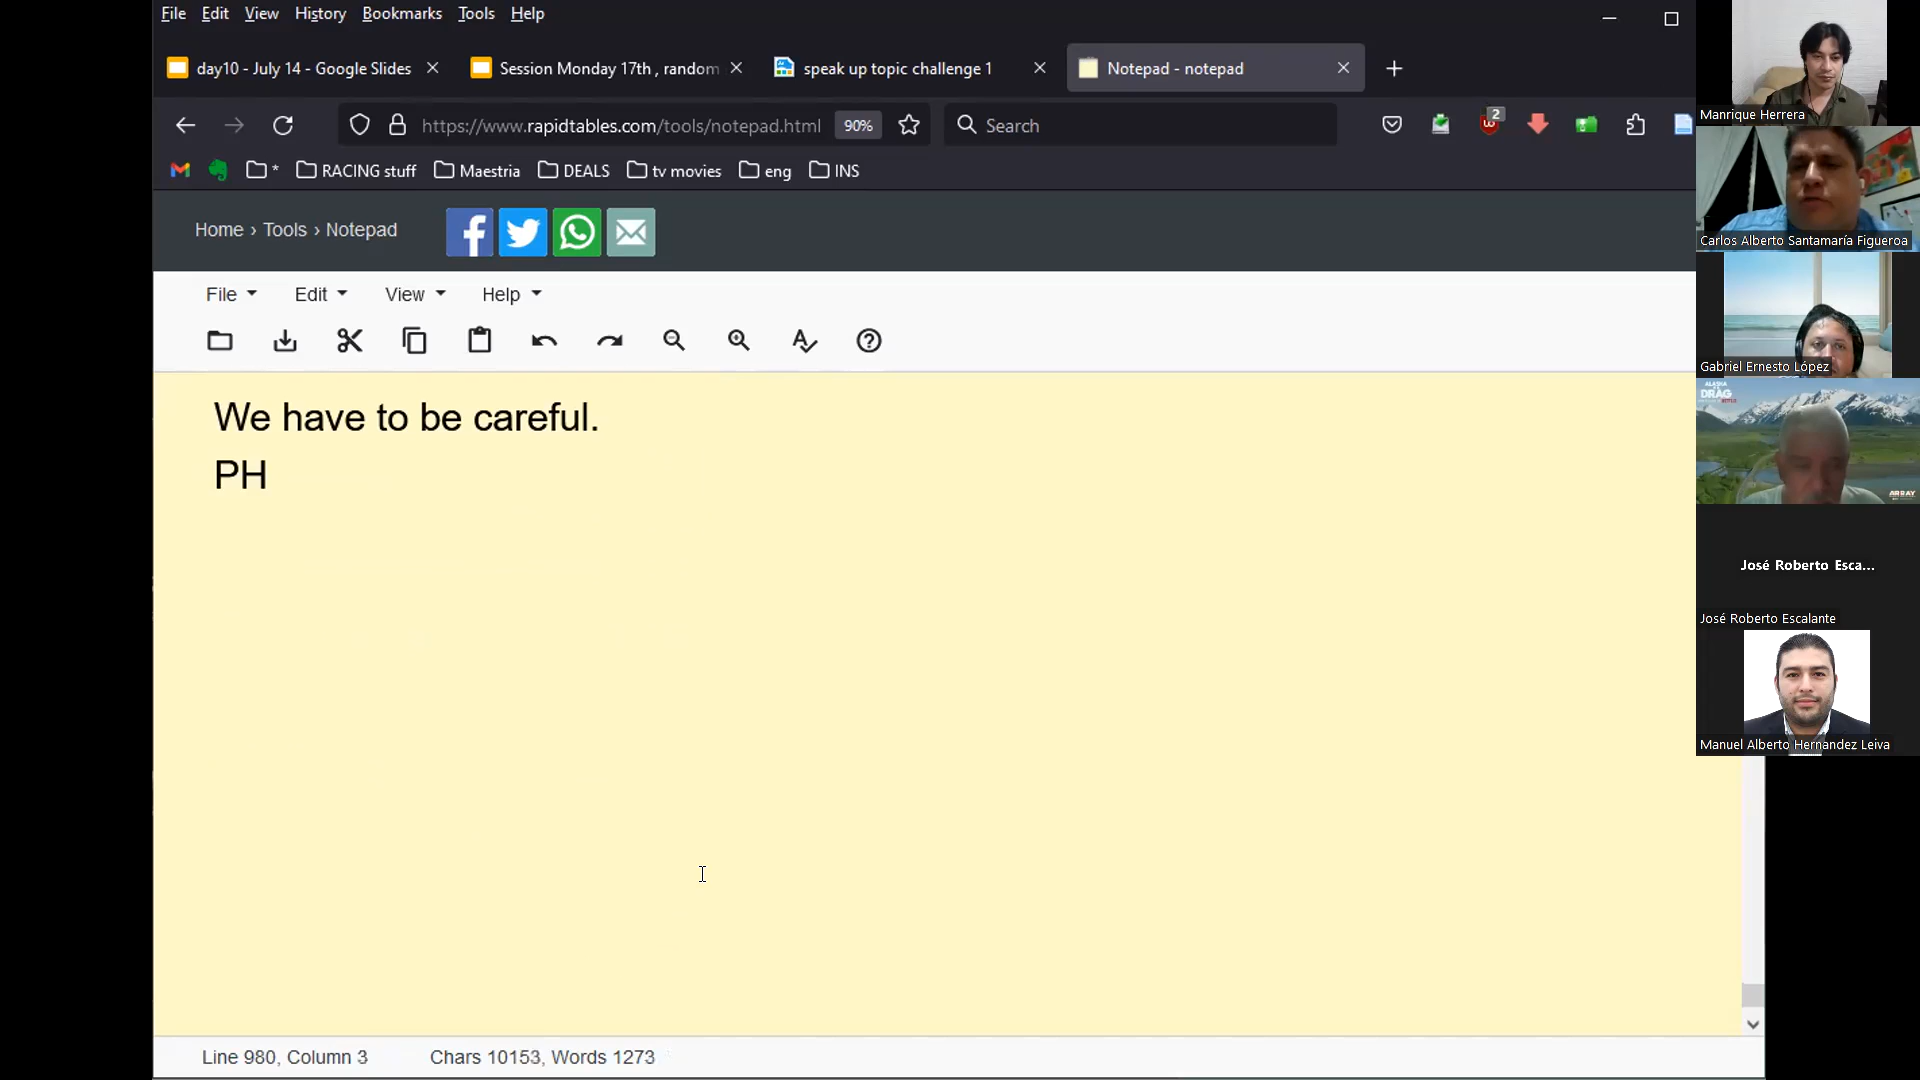 File Edit View History Bookmarks Tools Help
day10 - July 14 - Google Slides
Session Monday 17th , random
speak up topic challenge 1
Notepad - notepad
https://www.rapidtables.com/tools/notepad.html
90%
Search
2
*
RACING stuff
Maestria
DEALS
tv movies
eng
INS
Home › Tools › Notepad
File Edit View Help
We have to be careful.
PH
Line 980, Column 3
Chars 10153, Words 1273
Manrique Herrera
Carlos Alberto Santamaría Figueroa
Gabriel Ernesto López
ALASKA
DRAG
ARRAY
José Roberto Esca...
José Roberto Escalante
Manuel Alberto Hernandez Leiva